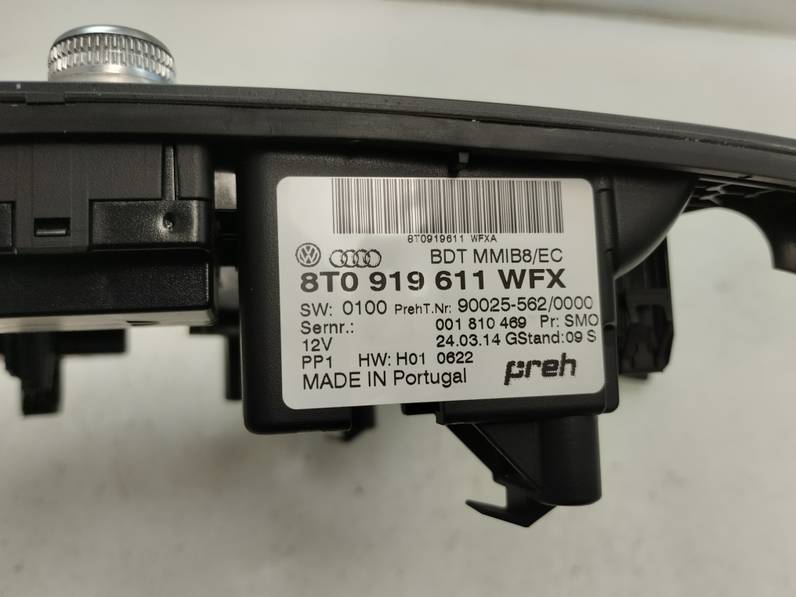 8T0919611 WFXA
BDT MMIB8/EC
8T0 919 611 WFX
SW: 0100 PrehT.Nr: 90025-562/0000
Sernr.: 001 810 469 Pr: SMO
12V 24.03.14 GStand: 09 S
PP1 HW: H01 0622
MADE IN Portugal preh